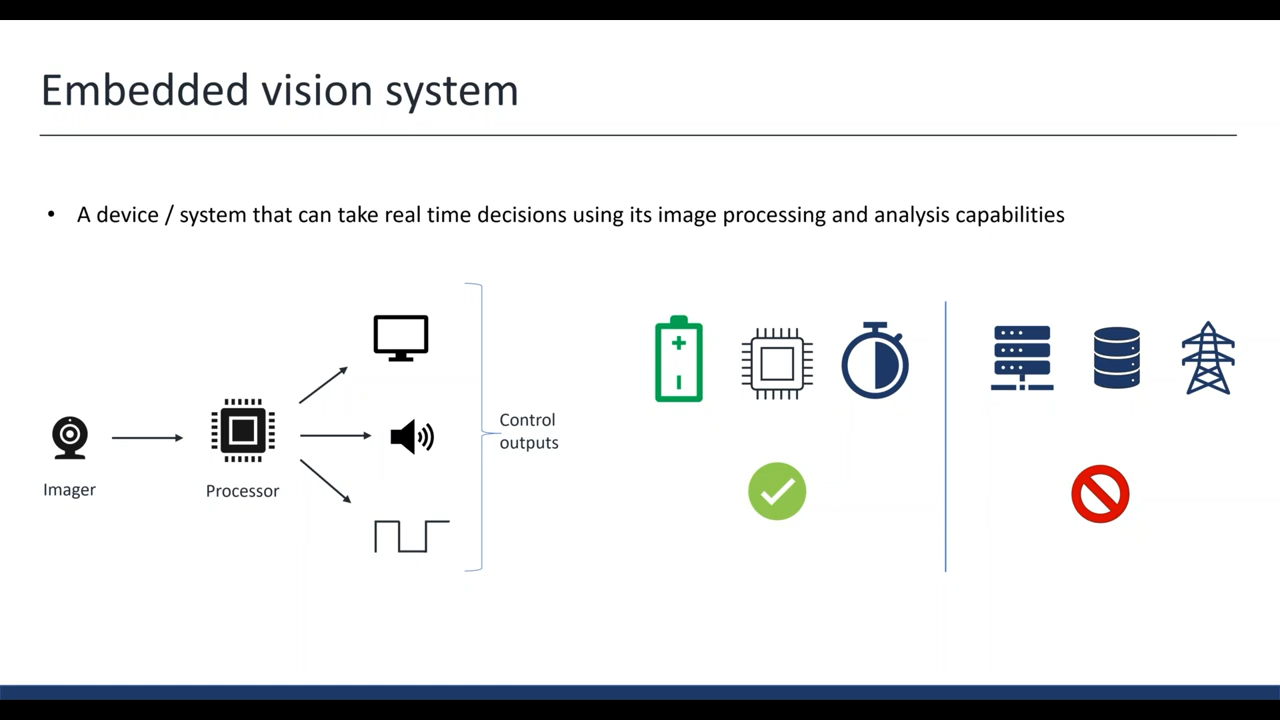 Embedded vision system
• A device / system that can take real time decisions using its image processing and analysis capabilities
Control
outputs
Imager
Processor